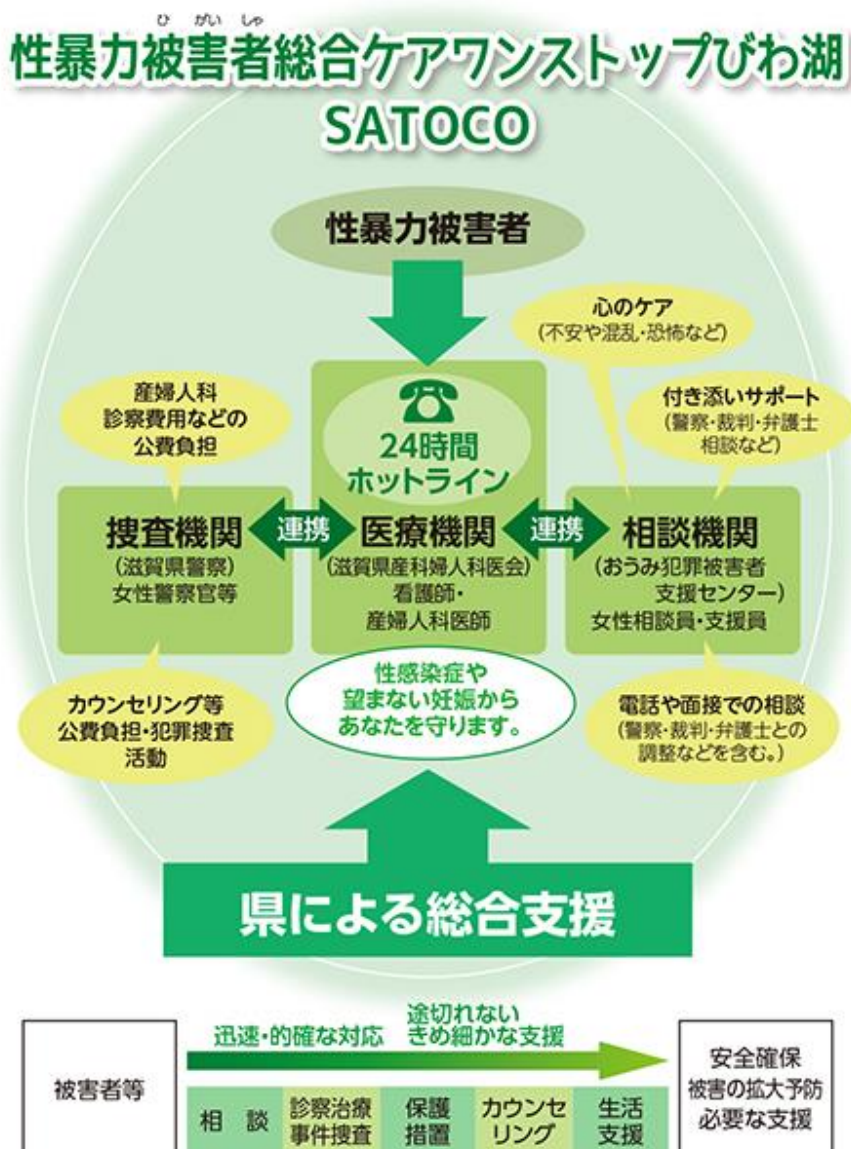 ひがいしゃ
性暴力被害者総合ケアワンストップびわ湖
SATOCO
性暴力被害者
心のケア
(不安や混乱・恐怖など)
産婦人科
診察費用などの
公費負担
付き添いサポート
(警察・裁判・弁護士
相談など)
24時間
ホットライン
捜査機関
(滋賀県警察)
女性警察官等
連携
医療機関
(滋賀県産科婦人科医会)
看護師・
産婦人科医師
連携
相談機関
(おうみ犯罪被害者
支援センター)
女性相談員・支援員
カウンセリング等
公費負担・犯罪捜査
活動
性感染症や
望まない妊娠から
あなたを守ります。
電話や面接での相談
(警察・裁判・弁護士との
調整などを含む。)
県による総合支援
被害者等
迅速・的確な対応
途切れない
きめ細かな支援
相 談
診察治療
事件捜査
保護
措置
カウンセ
リング
生活
支援
安全確保
被害の拡大予防
必要な支援